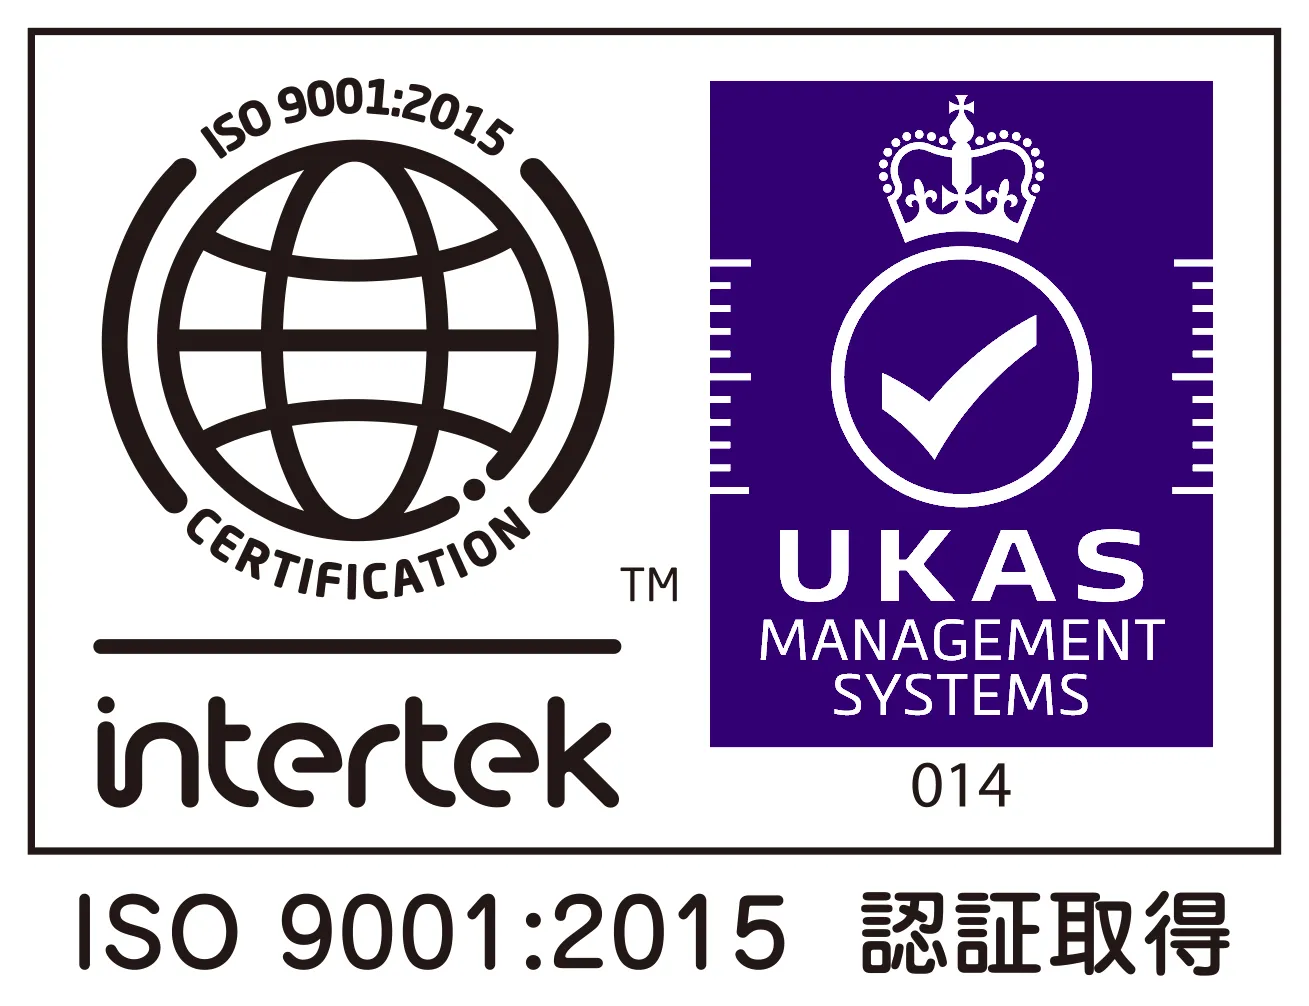 ISO 9001:2015
CERTIFICATION
TM
intertek
UKAS
MANAGEMENT
SYSTEMS
014
ISO 9001:2015 認証取得